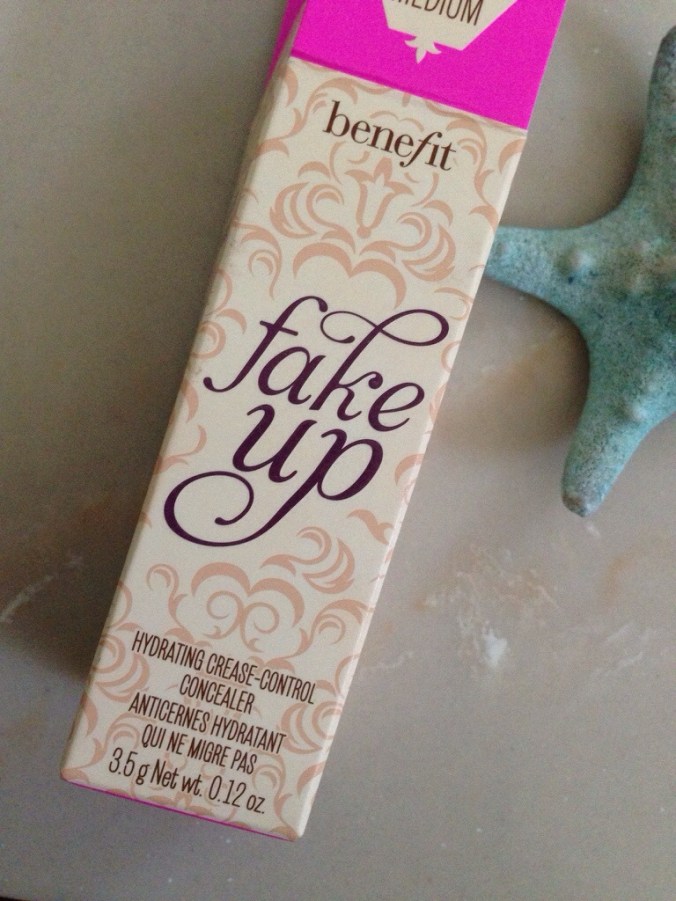 MEDIUM
benefit
fake
up
HYDRATING CREASE-CONTROL
CONCEALER
ANTICERNES HYDRATANT
QUI NE MIGRE PAS
3.5 g Net wt. 0.12 oz.